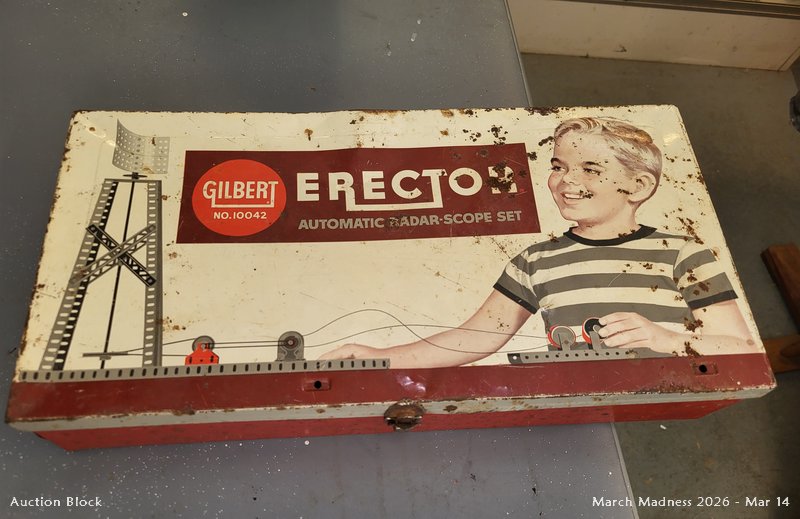 GILBERT
NO. 10042
ERECTOR
AUTOMATIC RADAR-SCOPE SET
Auction Block
March Madness 2026 - Mar 14